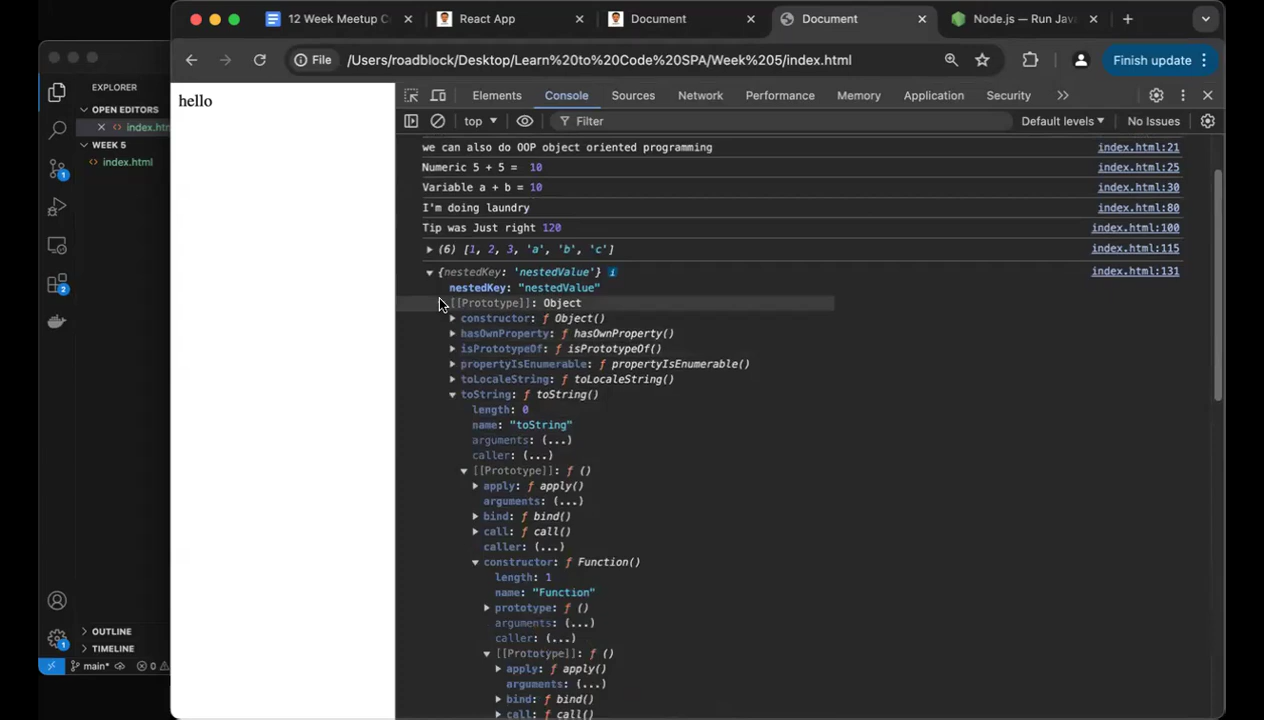 12 Week Meetup C
React App
Document
Document
Node.js — Run Jav
File
/Users/roadblock/Desktop/Learn%20to%20Code%20SPA/Week%205/index.html
Finish update
EXPLORER
OPEN EDITORS
index.htm
WEEK 5
index.html
1
2
1
OUTLINE
TIMELINE
main*
0
hello
Elements
Console
Sources
Network
Performance
Memory
Application
Security
top
Filter
Default levels
No Issues
we can also do OOP object oriented programming index.html:21
Numeric 5 + 5 = 10 index.html:25
Variable a + b = 10 index.html:30
I'm doing laundry index.html:80
Tip was Just right 120 index.html:100
(6) [1, 2, 3, 'a', 'b', 'c'] index.html:115
{nestedKey: 'nestedValue'} i index.html:131
nestedKey: "nestedValue"
[[Prototype]]: Object
constructor: ƒ Object()
hasOwnProperty: ƒ hasOwnProperty()
isPrototypeOf: ƒ isPrototypeOf()
propertyIsEnumerable: ƒ propertyIsEnumerable()
toLocaleString: ƒ toLocaleString()
toString: ƒ toString()
length: 0
name: "toString"
arguments: (...)
caller: (...)
[[Prototype]]: ƒ ()
apply: ƒ apply()
arguments: (...)
bind: ƒ bind()
call: ƒ call()
caller: (...)
constructor: ƒ Function()
length: 1
name: "Function"
prototype: ƒ ()
arguments: (...)
caller: (...)
[[Prototype]]: ƒ ()
apply: ƒ apply()
arguments: (...)
bind: ƒ bind()
call: ƒ call()